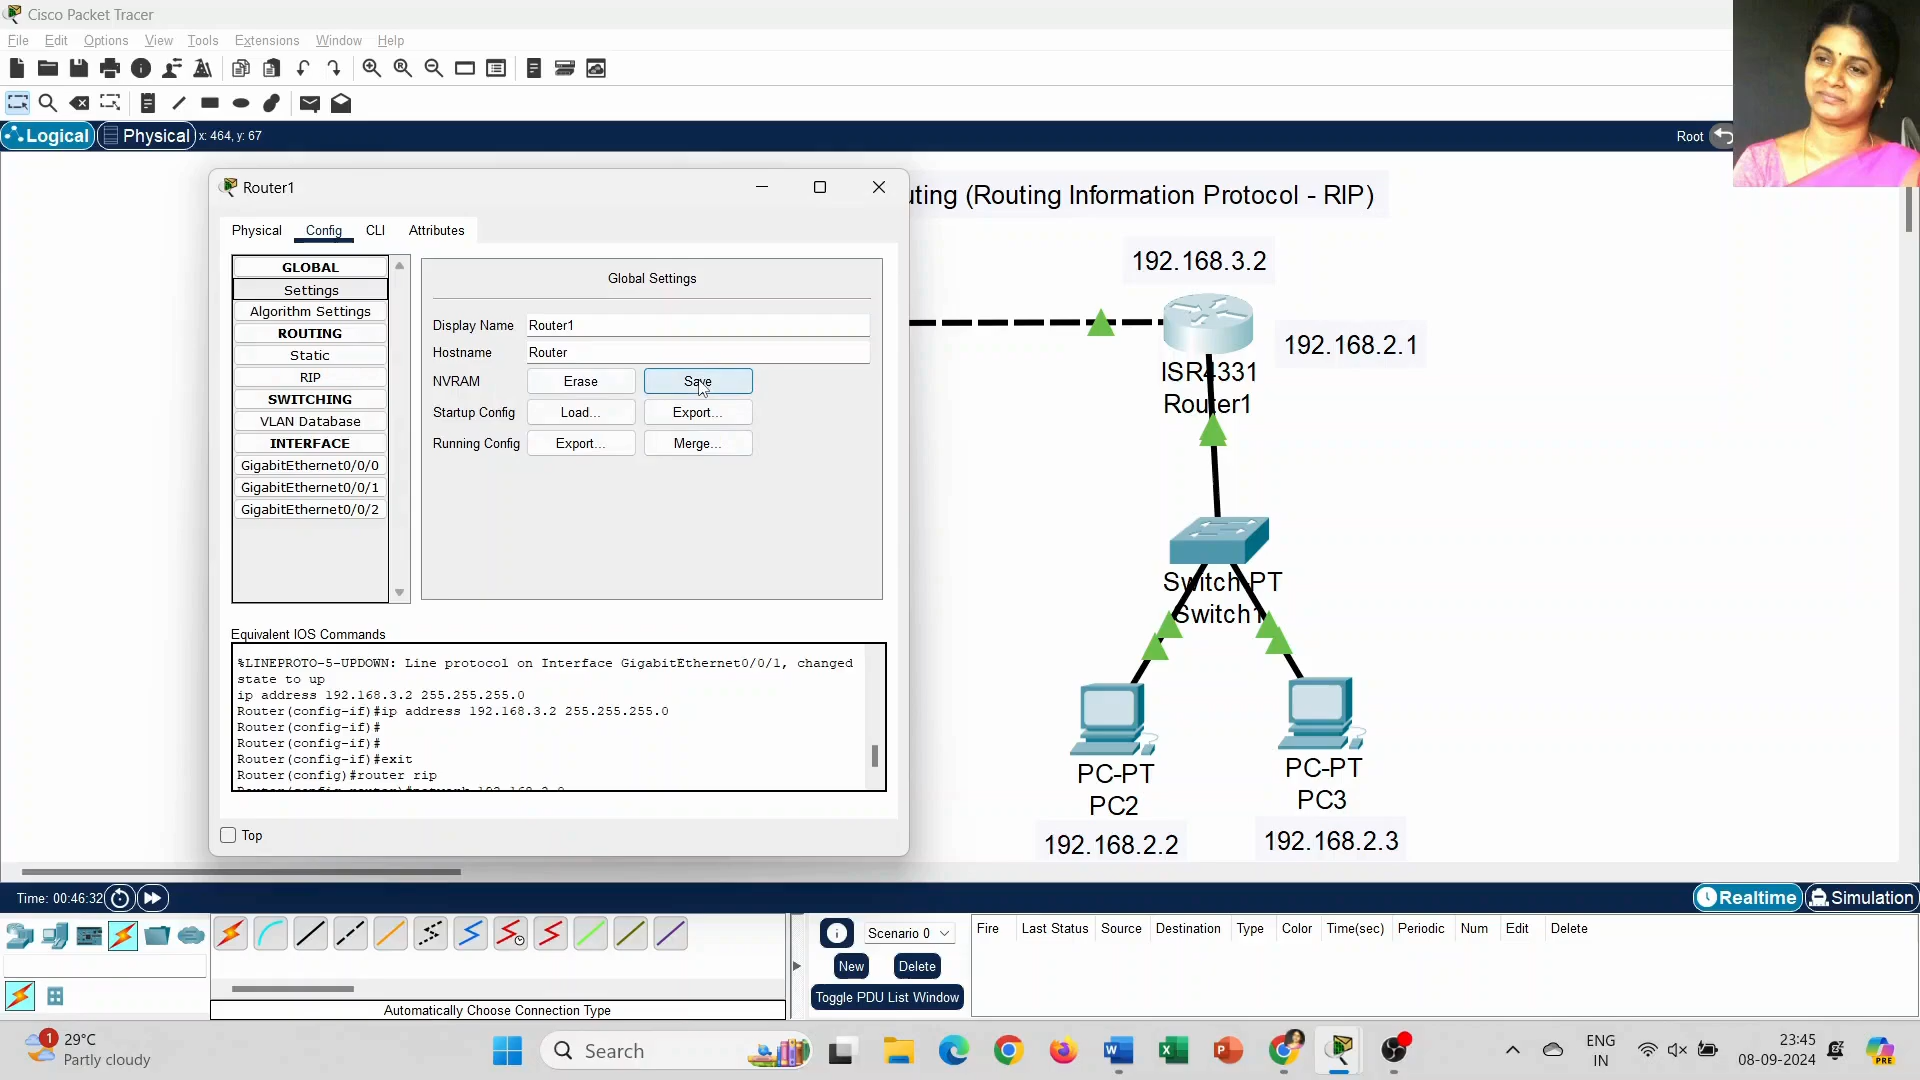 Cisco Packet Tracer
File Edit Options View Tools Extensions Window Help
Logical Physical x: 464, y: 67 Root
Router1
uting (Routing Information Protocol - RIP)
Physical Config CLI Attributes
GLOBAL
Settings
Algorithm Settings
ROUTING
Static
RIP
SWITCHING
VLAN Database
INTERFACE
GigabitEthernet0/0/0
GigabitEthernet0/0/1
GigabitEthernet0/0/2
Global Settings
Display Name Router1
Hostname Router
NVRAM Erase Save
Startup Config Load... Export...
Running Config Export... Merge...
Equivalent IOS Commands
%LINEPROTO-5-UPDOWN: Line protocol on Interface GigabitEthernet0/0/1, changed
state to up
ip address 192.168.3.2 255.255.255.0
Router(config-if)#ip address 192.168.3.2 255.255.255.0
Router(config-if)#
Router(config-if)#
Router(config-if)#exit
Router(config)#router rip
Top
192.168.3.2
192.168.2.1
ISR4331
Router1
Switch-PT
Switch1
PC-PT
PC2
192.168.2.2
PC-PT
PC3
192.168.2.3
Time: 00:46:32 Realtime Simulation
Scenario 0
New Delete
Toggle PDU List Window
Fire Last Status Source Destination Type Color Time(sec) Periodic Num Edit Delete
Automatically Choose Connection Type
1
29°C
Partly cloudy
Search
ENG
IN
23:45
08-09-2024
PRE